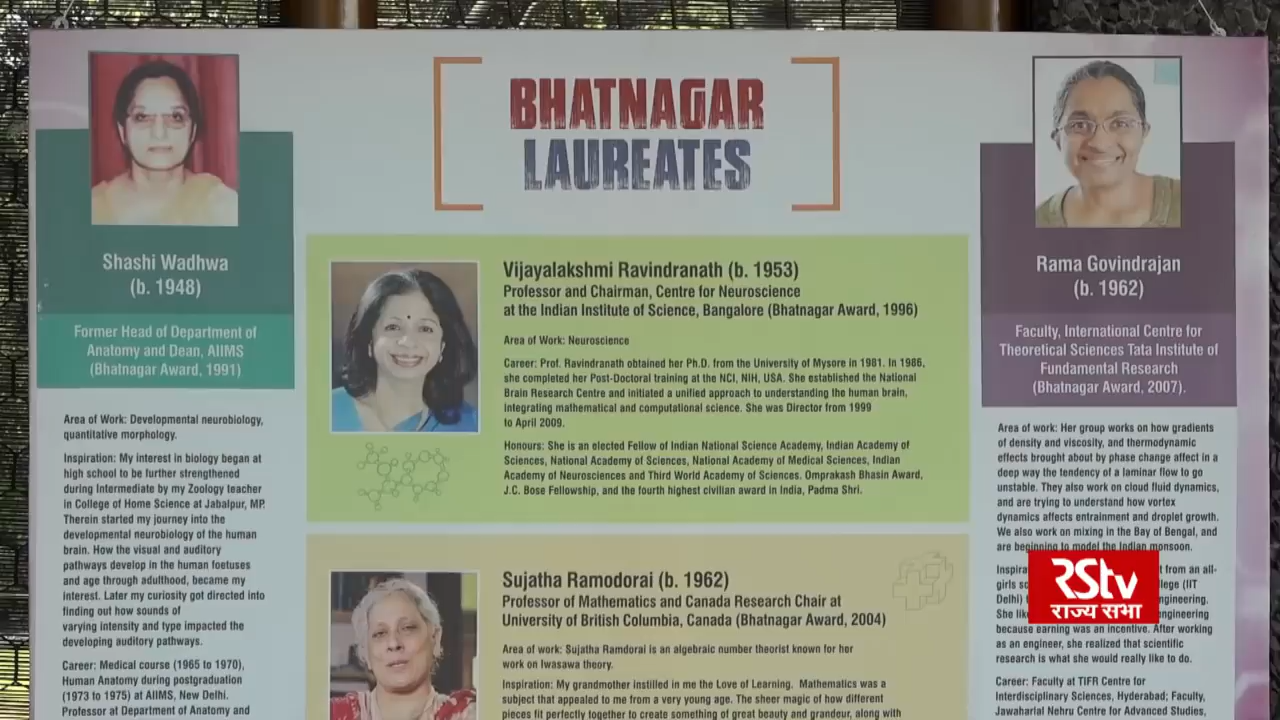 BHATNAGAR
LAUREATES
Shashi Wadhwa
(b. 1948)
Former Head of Department of
Anatomy and Dean, AIIMS
(Bhatnagar Award, 1991)
Area of Work: Developmental neurobiology,
quantitative morphology.
Inspiration: My interest in biology began at
high school to be further strengthened
during Intermediate by my Zoology teacher
in College of Home Science at Jabalpur, MP.
Therein started my journey into the
developmental neurobiology of the human
brain. How the visual and auditory
pathways develop in the human foetuses
and age through adulthood, became my
interest. Later my curiosity got directed into
finding out how sounds of
varying intensity and type impacted the
developing auditory pathways.
Career: Medical course (1965 to 1970),
Human Anatomy during postgraduation
(1973 to 1975) at AIIMS, New Delhi.
Professor at Department of Anatomy and
Vijayalakshmi Ravindranath (b. 1953)
Professor and Chairman, Centre for Neuroscience
at the Indian Institute of Science, Bangalore (Bhatnagar Award, 1996)
Area of Work: Neuroscience
Career: Prof. Ravindranath obtained her Ph.D. from the University of Mysore in 1981. In 1986,
she completed her Post-Doctoral training at the NCI, NIH, USA. She established the National
Brain Research Centre and initiated a unified approach to understanding the human brain,
integrating mathematical and computational science. She was Director from 1999
to April 2009.
Honours: She is an elected Fellow of Indian National Science Academy, Indian Academy of
Sciences, National Academy of Sciences, National Academy of Medical Sciences, Indian
Academy of Neurosciences and Third World Academy of Sciences. Omprakash Bhasin Award,
J.C. Bose Fellowship, and the fourth highest civilian award in India, Padma Shri.
Sujatha Ramodorai (b. 1962)
Professor of Mathematics and Canada Research Chair at
University of British Columbia, Canada (Bhatnagar Award, 2004)
Area of work: Sujatha Ramdorai is an algebraic number theorist known for her
work on Iwasawa theory.
Inspiration: My grandmother instilled in me the Love of Learning. Mathematics was a
subject that appealed to me from a very young age. The sheer magic of how different
pieces fit perfectly together to create something of great beauty and grandeur, along with
Rama Govindrajan
(b. 1962)
Faculty, International Centre for
Theoretical Sciences Tata Institute of
Fundamental Research
(Bhatnagar Award, 2007).
Area of work: Her group works on how gradients
of density and viscosity, and thermodynamic
effects brought about by phase change affect in a
deep way the tendency of a laminar flow to go
unstable. They also work on cloud fluid dynamics,
and are trying to understand how vortex
dynamics affects entrainment and droplet growth.
We also work on mixing in the Bay of Bengal, and
are beginning to model the Indian monsoon.
from an all-
girls
(IIT
Delhi)
She
engineering
because earning was an incentive. After working
as an engineer, she realized that scientific
research is what she would really like to do.
Career: Faculty at TIFR Centre for
Interdisciplinary Sciences, Hyderabad; Faculty,
Jawaharlal Nehru Centre for Advanced Studies,
RStv
राज्य सभा